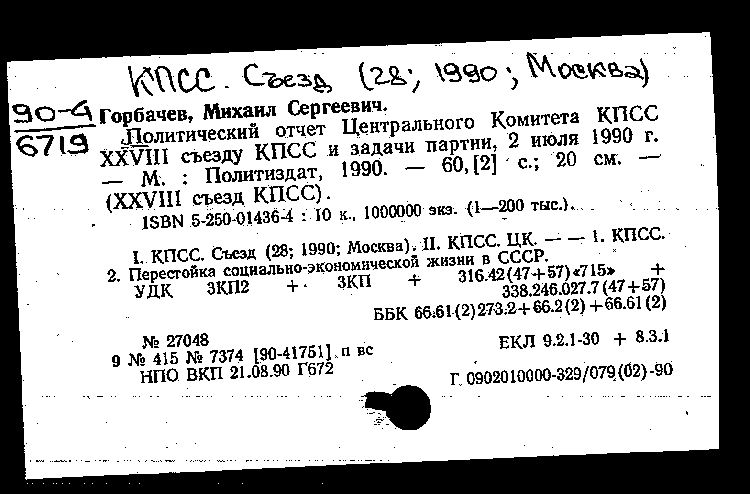 КПСС. Съезд (28; 1990; Москва)
90-4
6719
Горбачев, Михаил Сергеевич.
Политический отчет Центрального Комитета КПСС
XXVIII съезду КПСС и задачи партии, 2 июля 1990 г.
— М. : Политиздат, 1990. — 60, [2] с.; 20 см. —
(XXVIII съезд КПСС).
ISBN 5-250-01436-4 : 10 к., 1000000 экз. (1—200 тыс.).
I. КПСС. Съезд (28; 1990; Москва). II. КПСС. ЦК. — — 1. КПСС.
2. Перестройка социально-экономической жизни в СССР.
УДК 3КП2 + 3КП + 316.42(47+57)«715» +
338.246.027.7(47+57)
ББК 66.61(2)273.2+66.2(2)+66.61(2)
№ 27048
9 № 415 № 7374 [90-41751] п вс
НПО ВКП 21.08.90 Г672
ЕКЛ 9.2.1-30 + 8.3.1
Г 0902010000-329/079(02)-90